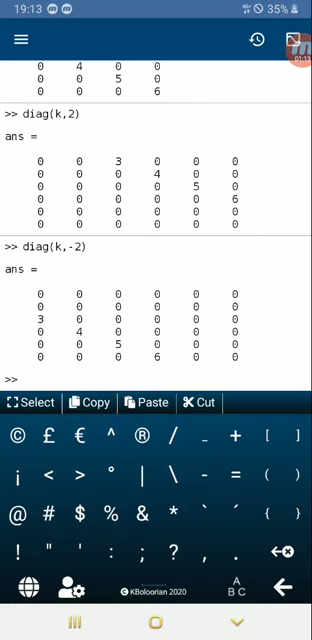 19:13 35%
0 4 0 0
0 0 5 0
0 0 0 6
>> diag(k,2)
ans =
0 0 3 0 0 0
0 0 0 4 0 0
0 0 0 0 5 0
0 0 0 0 0 6
0 0 0 0 0 0
0 0 0 0 0 0
>> diag(k,-2)
ans =
0 0 0 0 0 0
0 0 0 0 0 0
3 0 0 0 0 0
0 4 0 0 0 0
0 0 5 0 0 0
0 0 0 6 0 0
>>
Select Copy Paste Cut
© £ € ^ ® / _ + [ ]
¡ < > ° | \ - = ( )
@ # $ % & * ` ´ { }
! " ' : ; ? , .
© KBoloorian 2020 A
B C